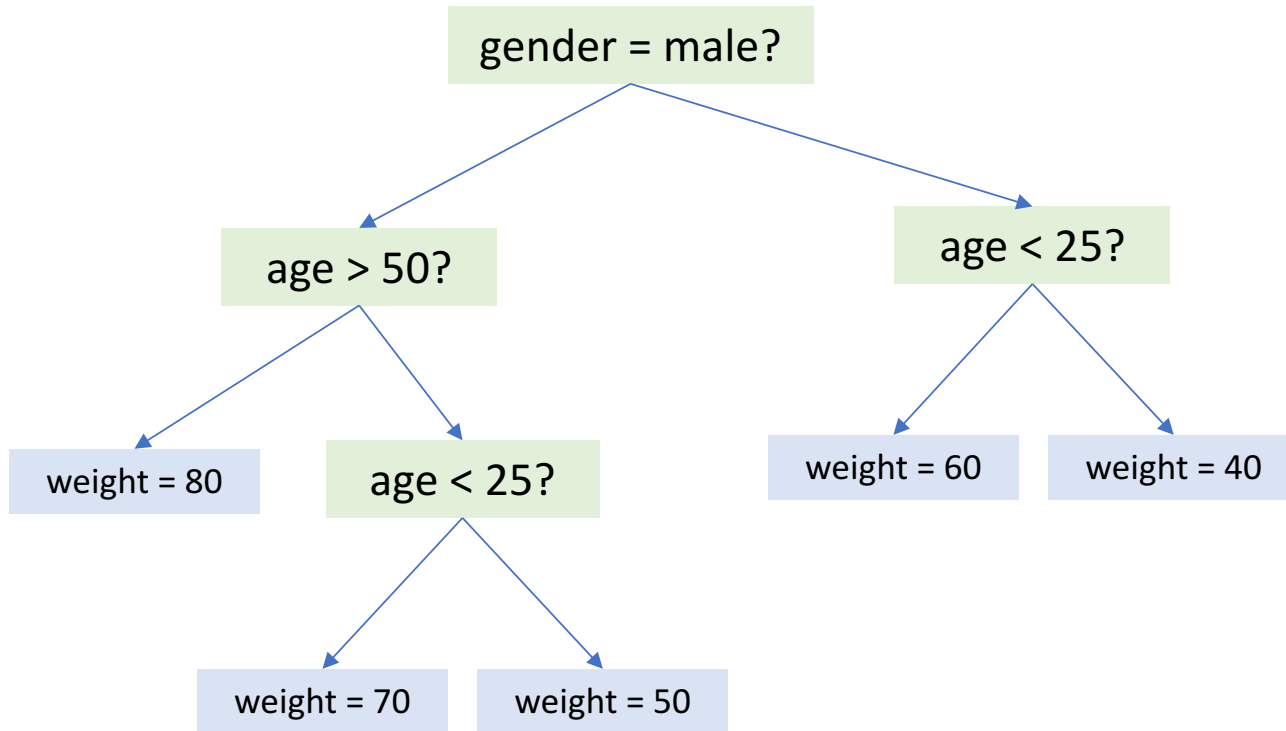 gender = male?
age > 50?
age < 25?
weight = 80
age < 25?
weight = 60
weight = 40
weight = 70
weight = 50